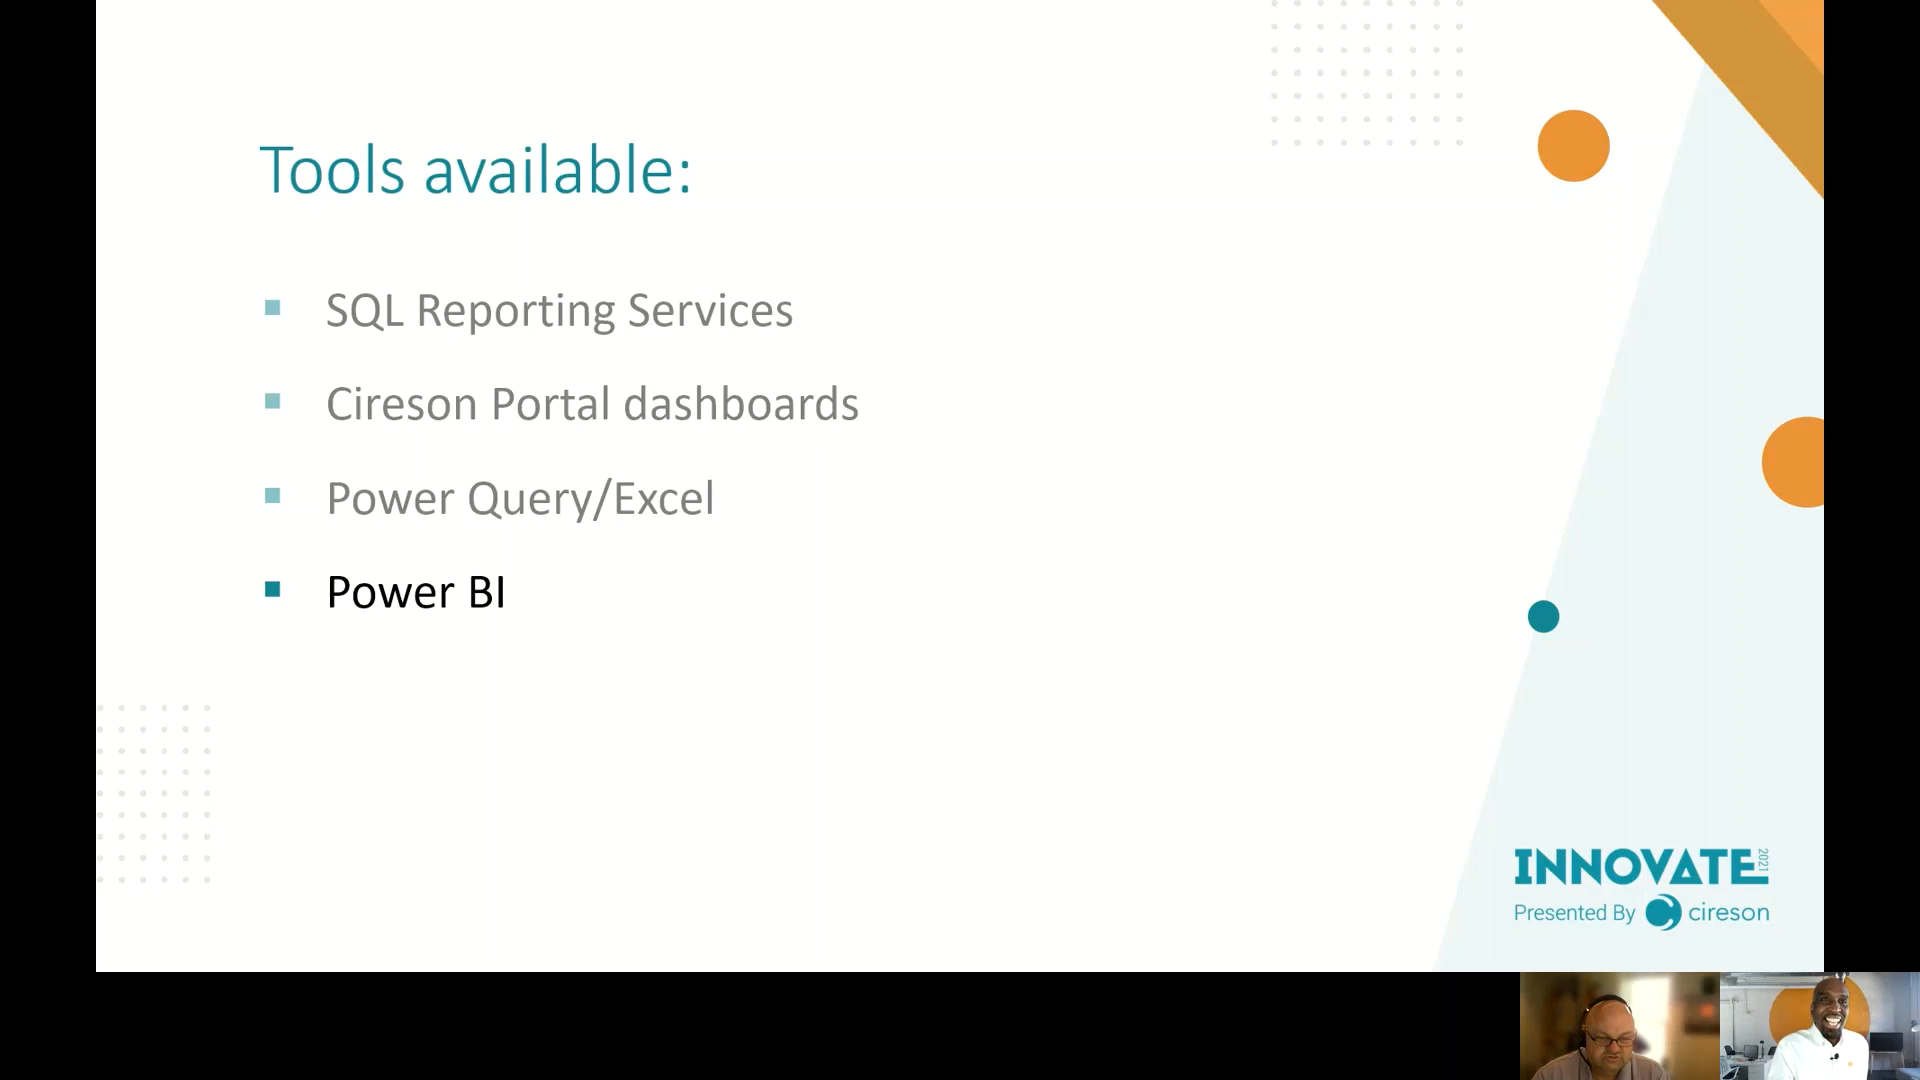 Tools available:
SQL Reporting Services
Cireson Portal dashboards
Power Query/Excel
Power BI
INNOVATE 2021
Presented By cireson